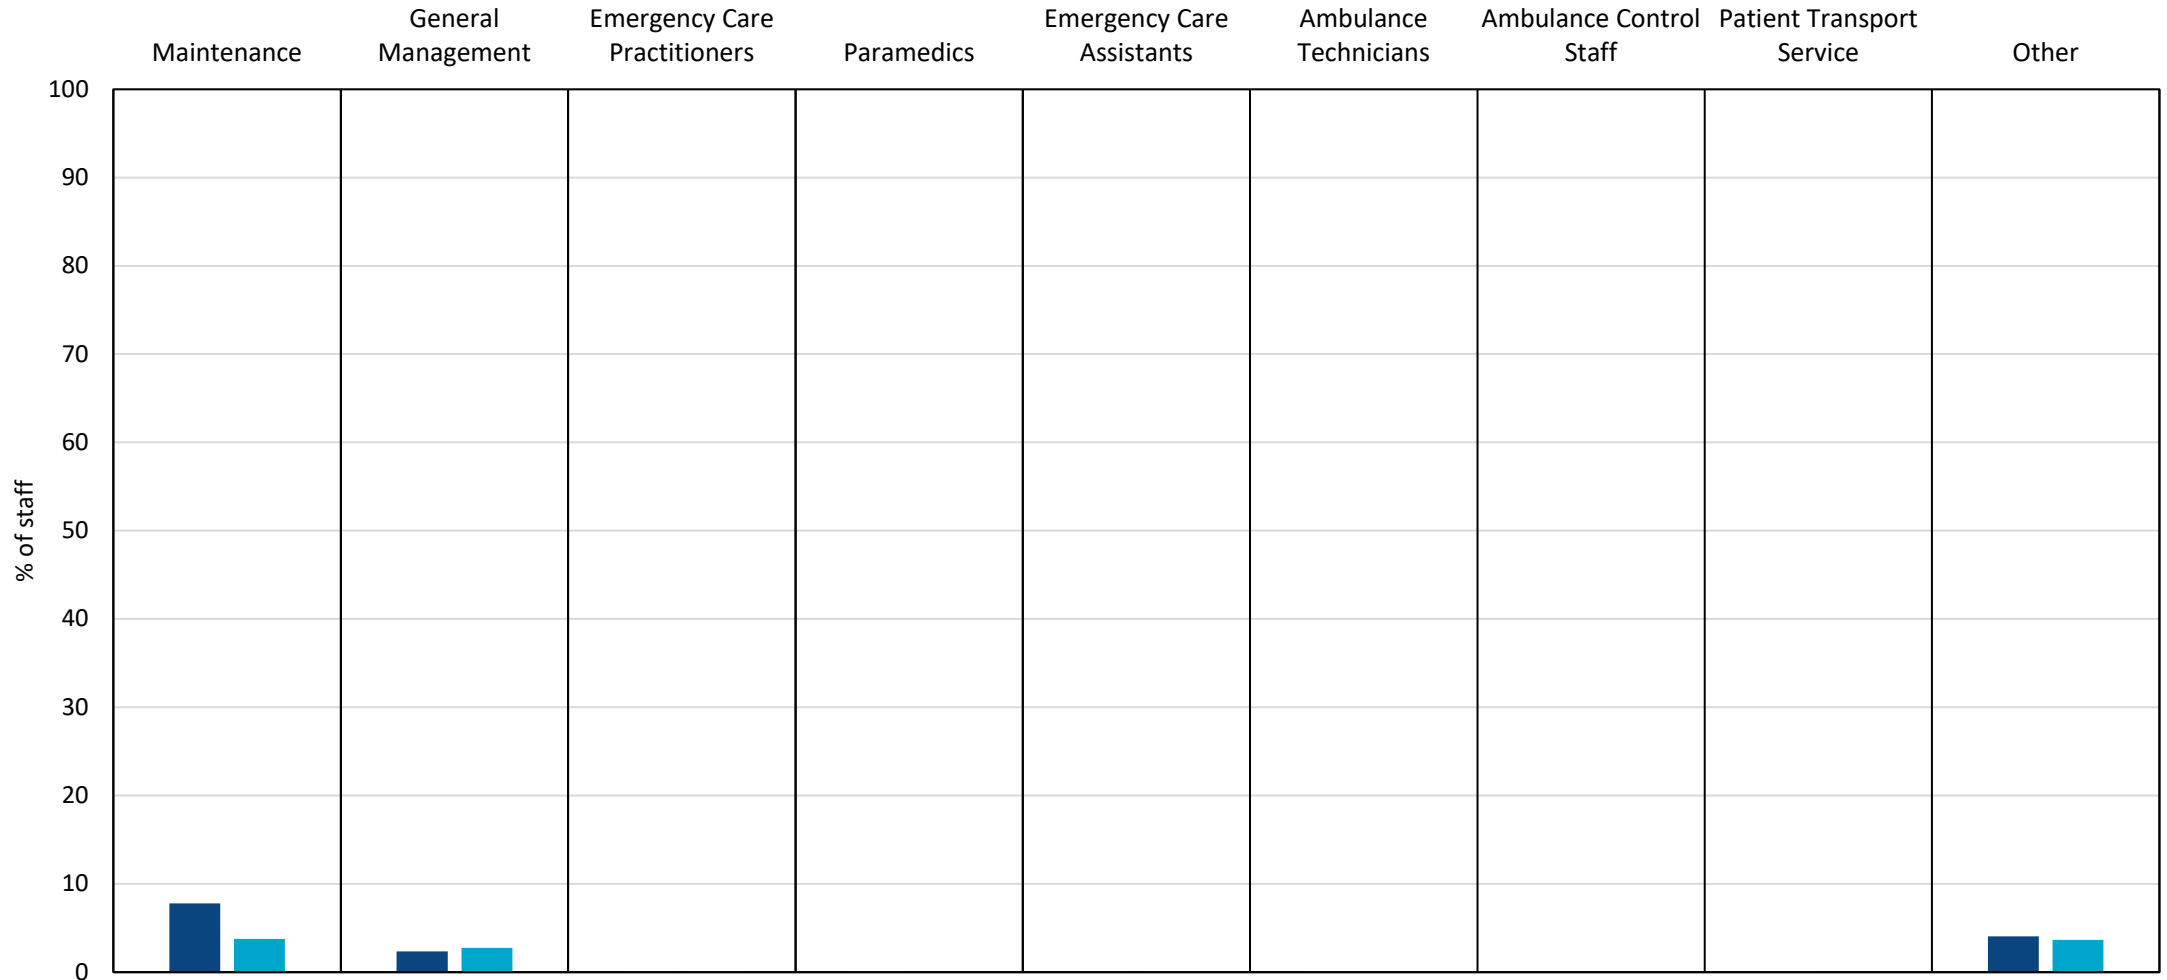 Maintenance
General
Management
Emergency Care
Practitioners
Paramedics
Emergency Care
Assistants
Ambulance
Technicians
Ambulance Control
Staff
Patient Transport
Service
Other
100
90
80
70
60
50
40
30
20
10
0
% of staff